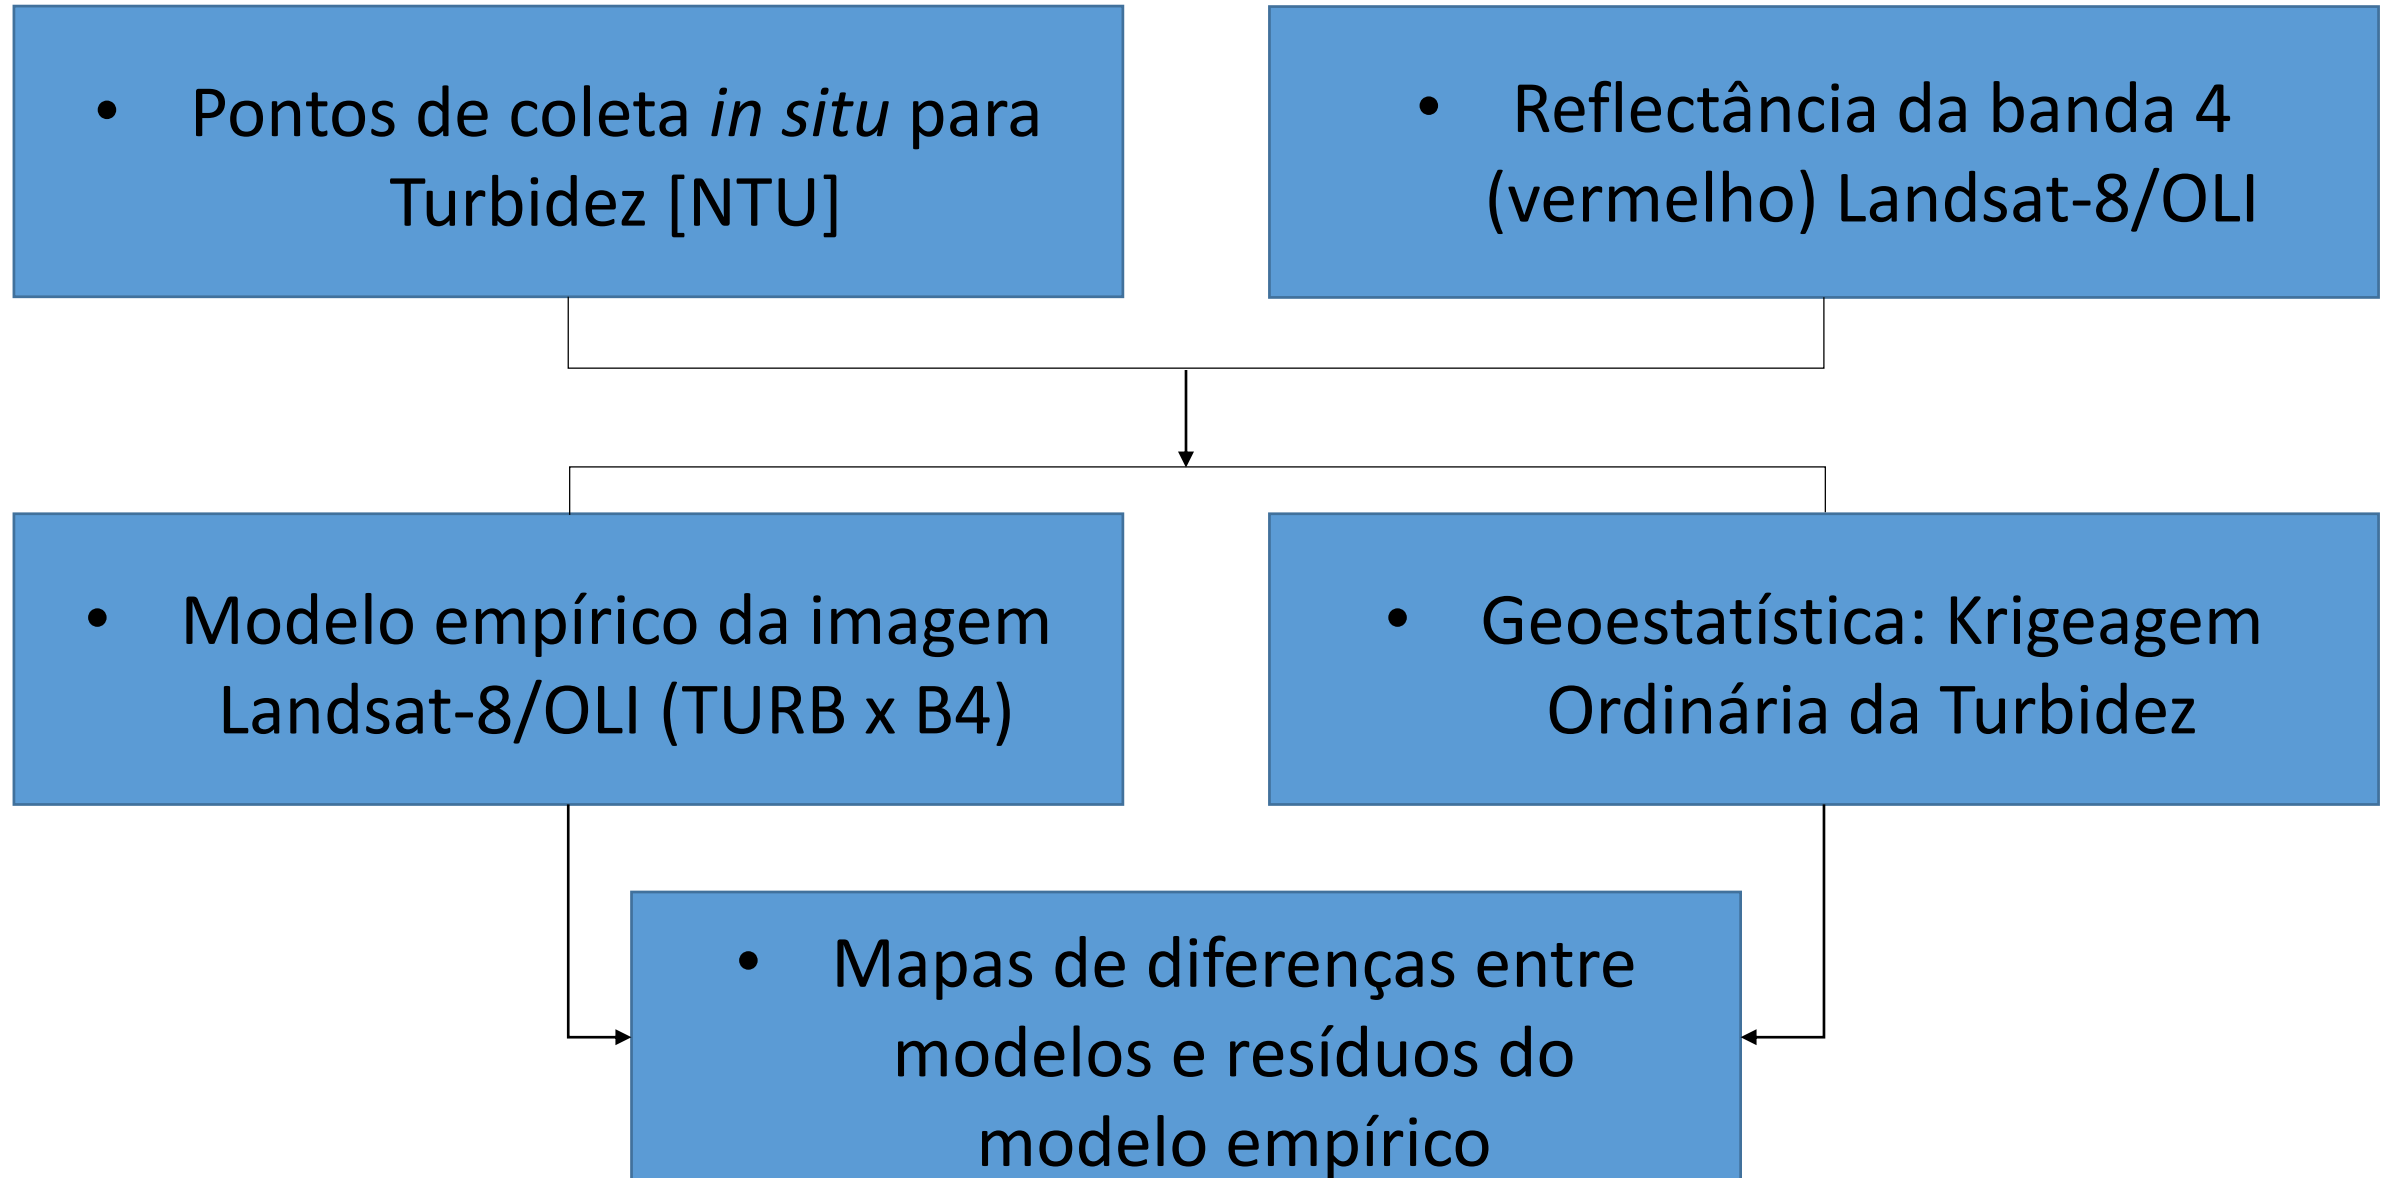 • Pontos de coleta in situ para
Turbidez [NTU]
• Reflectância da banda 4
(vermelho) Landsat-8/OLI
• Modelo empírico da imagem
Landsat-8/OLI (TURB x B4)
• Geoestatística: Krigeagem
Ordinária da Turbidez
• Mapas de diferenças entre
modelos e resíduos do
modelo empírico